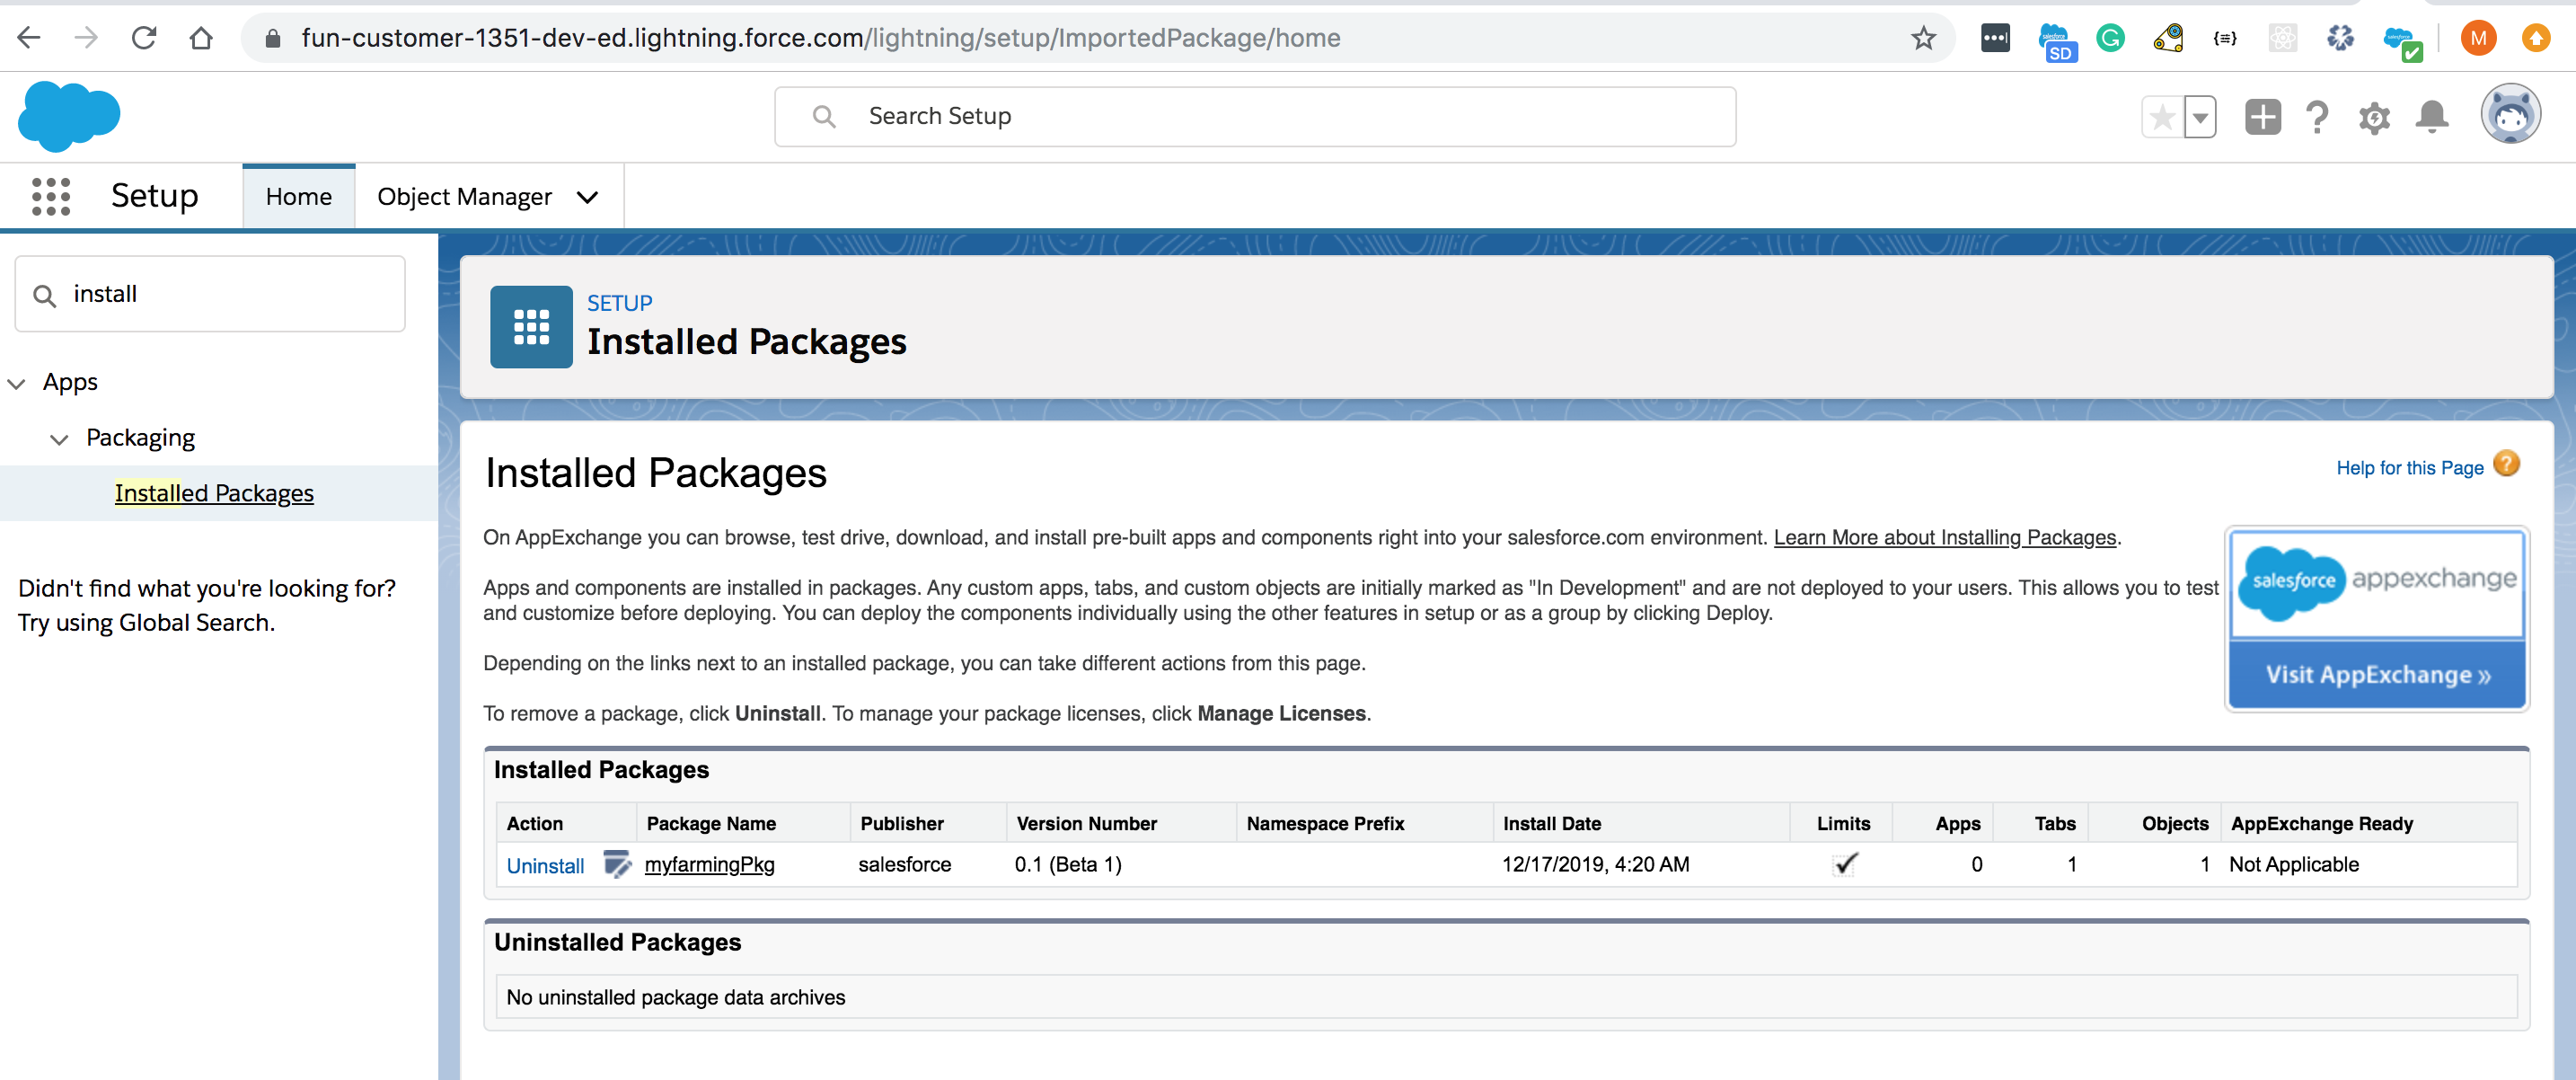 fun-customer-1351-dev-ed.lightning.force.com/lightning/setup/ImportedPackage/home
SD
M
Search Setup
Setup
Home
Object Manager
install
Apps
Packaging
Installed Packages
Didn't find what you're looking for?
Try using Global Search.
SETUP
Installed Packages
Installed Packages
Help for this Page ?
On AppExchange you can browse, test drive, download, and install pre-built apps and components right into your salesforce.com environment. Learn More about Installing Packages.
Apps and components are installed in packages. Any custom apps, tabs, and custom objects are initially marked as "In Development" and are not deployed to your users. This allows you to test
and customize before deploying. You can deploy the components individually using the other features in setup or as a group by clicking Deploy.
Depending on the links next to an installed package, you can take different actions from this page.
To remove a package, click Uninstall. To manage your package licenses, click Manage Licenses.
salesforce appexchange
Visit AppExchange »
Installed Packages
Action Package Name Publisher Version Number Namespace Prefix Install Date Limits Apps Tabs Objects AppExchange Ready
Uninstall myfarmingPkg salesforce 0.1 (Beta 1) 12/17/2019, 4:20 AM 0 1 1 Not Applicable
Uninstalled Packages
No uninstalled package data archives